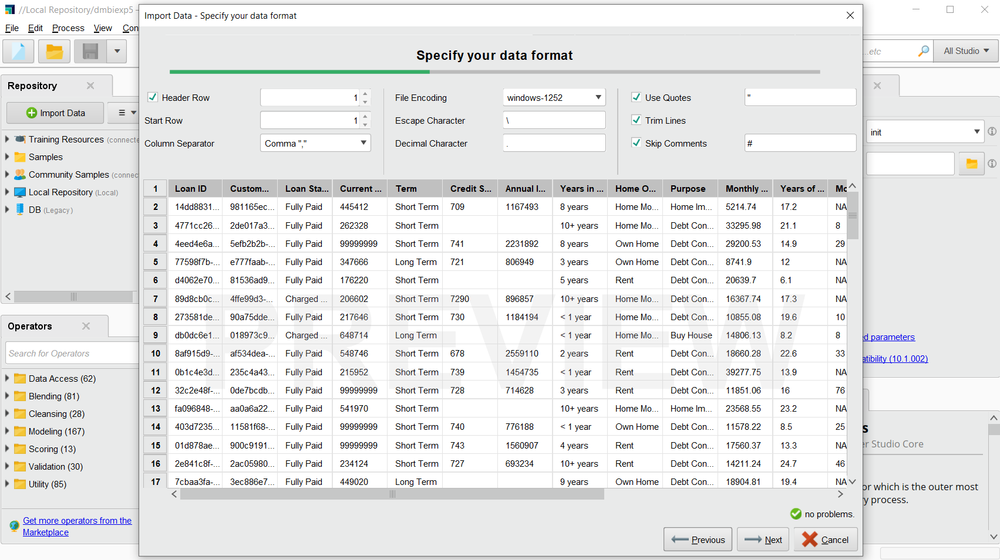 //Local Repository/dmbiexp5 –
File Edit Process View Con
Import Data - Specify your data format
Specify your data format
...etc
All Studio
Repository
Import Data
Training Resources (connecte
Samples
Community Samples (connec
Local Repository (Local)
DB (Legacy)
Header Row 1
Start Row 1
Column Separator Comma ","
File Encoding windows-1252
Escape Character \
Decimal Character .
Use Quotes "
Trim Lines
Skip Comments #
init
1 Loan ID Custom... Loan Sta... Current ... Term Credit S... Annual I... Years in ... Home O... Purpose Monthly ... Years of ... Mo
2 14dd8831... 981165ec... Fully Paid 445412 Short Term 709 1167493 8 years Home Mo... Home Im... 5214.74 17.2 NA
3 4771cc26... 2de017a3... Fully Paid 262328 Short Term 10+ years Home Mo... Debt Con... 33295.98 21.1 8
4 4eed4e6a... 5efb2b2b-... Fully Paid 99999999 Short Term 741 2231892 8 years Own Home Debt Con... 29200.53 14.9 29
5 77598f7b-... e777faab-... Fully Paid 347666 Long Term 721 806949 3 years Own Home Debt Con... 8741.9 12 NA
6 d4062e70... 81536ad9... Fully Paid 176220 Short Term 5 years Rent Debt Con... 20639.7 6.1 NA
7 89d8cb0c... 4ffe99d3-... Charged ... 206602 Short Term 7290 896857 10+ years Home Mo... Debt Con... 16367.74 17.3 NA
8 273581de... 90a75dde... Fully Paid 217646 Short Term 730 1184194 < 1 year Home Mo... Debt Con... 10855.08 19.6 10
9 db0dc6e1... 018973c9... Charged ... 648714 Long Term < 1 year Home Mo... Buy House 14806.13 8.2 8
10 8af915d9-... af534dea-... Fully Paid 548746 Short Term 678 2559110 2 years Rent Debt Con... 18660.28 22.6 33
11 0b1c4e3d... 235c4a43... Fully Paid 215952 Short Term 739 1454735 < 1 year Rent Debt Con... 39277.75 13.9 NA
12 32c2e48f-... 0de7bcdb... Fully Paid 99999999 Short Term 728 714628 3 years Rent Debt Con... 11851.06 16 76
13 fa096848-... aa0a6a22... Fully Paid 541970 Short Term 10+ years Home Mo... Home Im... 23568.55 23.2 NA
14 403d7235... 11581f68-... Fully Paid 99999999 Short Term 740 776188 < 1 year Own Home Debt Con... 11578.22 8.5 25
15 01d878ae... 900c9191... Fully Paid 99999999 Short Term 743 1560907 4 years Rent Debt Con... 17560.37 13.3 NA
16 2e841c8f-... 2ac05980... Fully Paid 234124 Short Term 727 693234 10+ years Rent Debt Con... 14211.24 24.7 46
17 7cbaa3fa-... 3ec886e7... Fully Paid 449020 Long Term 9 years Own Home Debt Con... 18904.81 19.4 NA
PREVIEW
Operators
Search for Operators
Data Access (62)
Blending (81)
Cleansing (28)
Modeling (167)
Scoring (13)
Validation (30)
Utility (85)
Get more operators from the
Marketplace
ed parameters
atibility (10.1.002)
s
er Studio Core
or which is the outer most
ry process.
no problems.
Previous Next Cancel